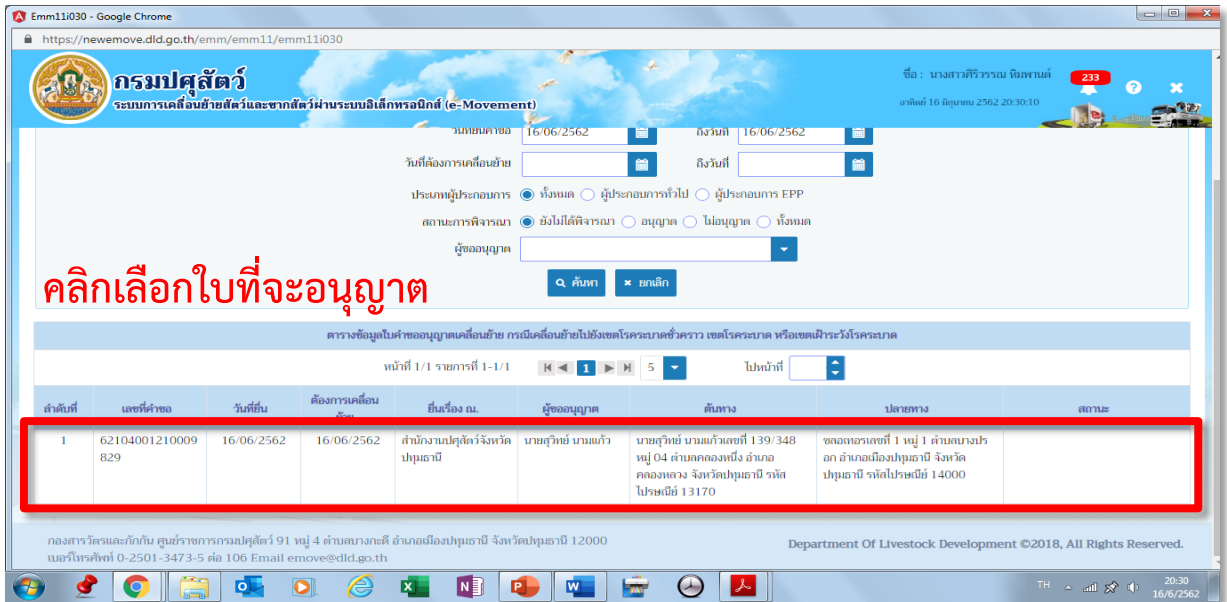 Emm11i030 - Google Chrome
https://newemove.dld.go.th/emm/emm11/emm11i030
กรมปศุสัตว์
ระบบการเคลื่อนย้ายสัตว์และซากสัตว์ผ่านระบบอิเล็กทรอนิกส์ (e-Movement)
ชื่อ : นางสาวศิริวรรณ หิมพานต์
233
อาทิตย์ 16 มิถุนายน 2562 20:30:10
วันที่ยื่นคำขอ 16/06/2562 ถึงวันที่ 16/06/2562
วันที่ต้องการเคลื่อนย้าย ถึงวันที่
ประเภทผู้ประกอบการ ทั้งหมด ผู้ประกอบการทั่วไป ผู้ประกอบการ EPP
สถานะการพิจารณา ยังไม่ได้พิจารณา อนุญาต ไม่อนุญาต ทั้งหมด
ผู้ขออนุญาต
ค้นหา ยกเลิก
คลิกเลือกใบที่จะอนุญาต
ตารางข้อมูลใบคำขออนุญาตเคลื่อนย้าย กรณีเคลื่อนย้ายไปยังเขตโรคระบาดชั่วคราว เขตโรคระบาด หรือเขตเฝ้าระวังโรคระบาด
หน้าที่ 1/1 รายการที่ 1-1/1 1 5 ไปหน้าที่
ลำดับที่ เลขที่คำขอ วันที่ยื่น ต้องการเคลื่อนย้าย ยื่นเรื่อง ณ. ผู้ขออนุญาต ต้นทาง ปลายทาง สถานะ
1 62104001210009 16/06/2562 16/06/2562 สำนักงานปศุสัตว์จังหวัด นายสุวิทย์ นามแก้ว นายสุวิทย์ นามแก้วเลขที่ 139/348 ซลอเทอรเลขที่ 1 หมู่ 1 ตำบลบางปร
829 ปทุมธานี หมู่ 04 ตำบลคลองหนึ่ง อำเภอ อก อำเภอเมืองปทุมธานี จังหวัด
คลองหลวง จังหวัดปทุมธานี รหัส ปทุมธานี รหัสไปรษณีย์ 14000
ไปรษณีย์ 13170
กองสารวัตรและกักกัน ศูนย์ราชการกรมปศุสัตว์ 91 หมู่ 4 ตำบลบางกะดี อำเภอเมืองปทุมธานี จังหวัดปทุมธานี 12000
เบอร์โทรศัพท์ 0-2501-3473-5 ต่อ 106 Email emove@dld.go.th
Department Of Livestock Development ©2018, All Rights Reserved.
TH 20:30
16/6/2562